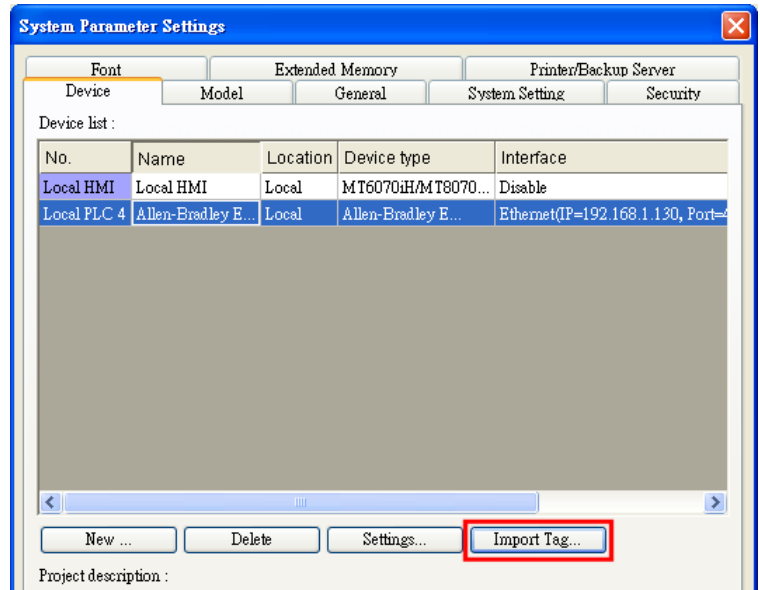 System Parameter Settings
Font Extended Memory Printer/Backup Server
Device Model General System Setting Security
Device list :
No. Name Location Device type Interface
Local HMI Local HMI Local MT6070iH/MT8070... Disable
Local PLC 4 Allen-Bradley E... Local Allen-Bradley E... Ethernet(IP=192.168.1.130, Port=4
New ... Delete Settings... Import Tag...
Project description :